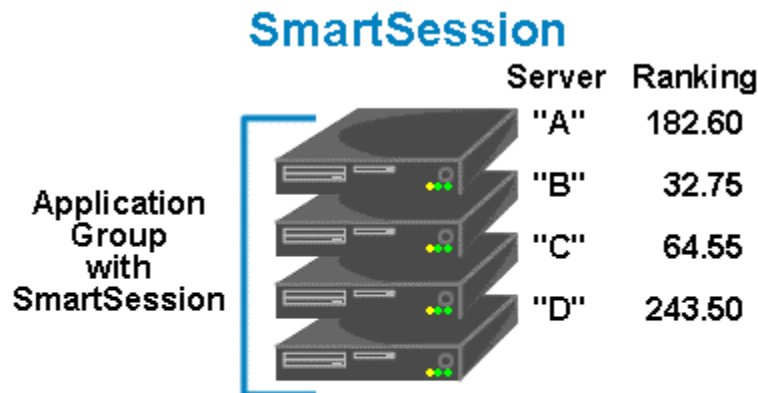 SmartSession
Server Ranking
"A" 182.60
"B" 32.75
"C" 64.55
"D" 243.50
Application
Group
with
SmartSession